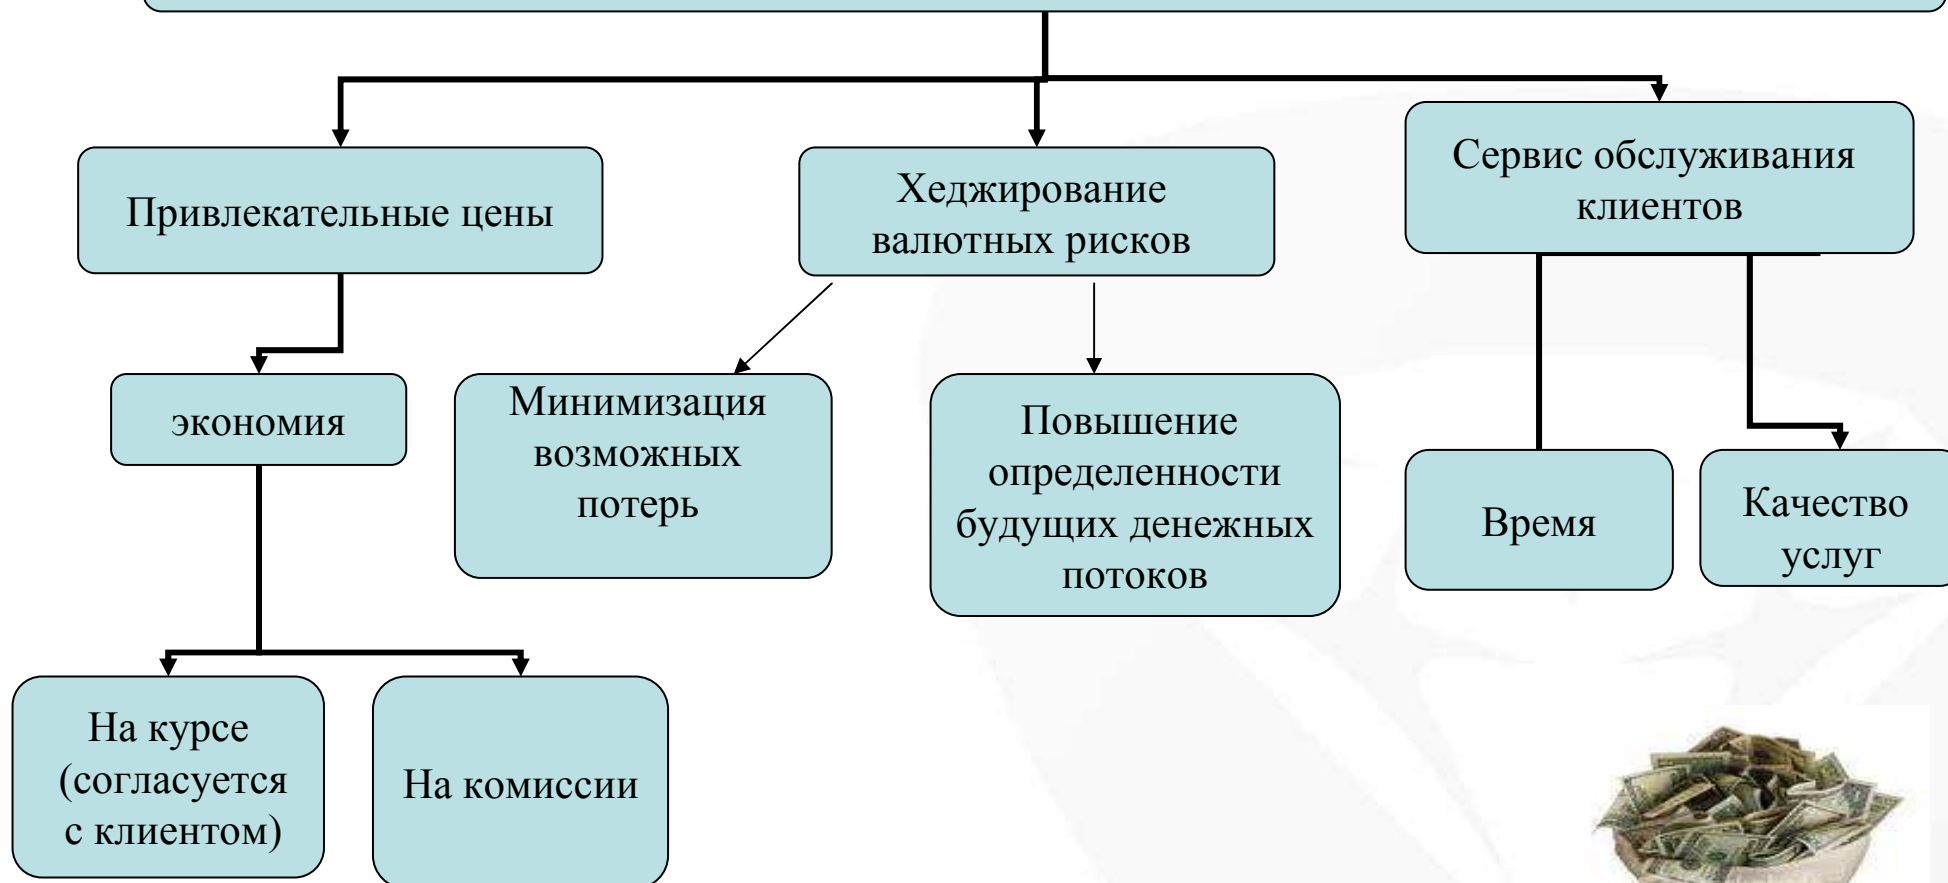 Привлекательные цены
Хеджирование
валютных рисков
Сервис обслуживания
клиентов
экономия
Минимизация
возможных
потерь
Повышение
определенности
будущих денежных
потоков
Время
Качество
услуг
На курсе
(согласуется
с клиентом)
На комиссии